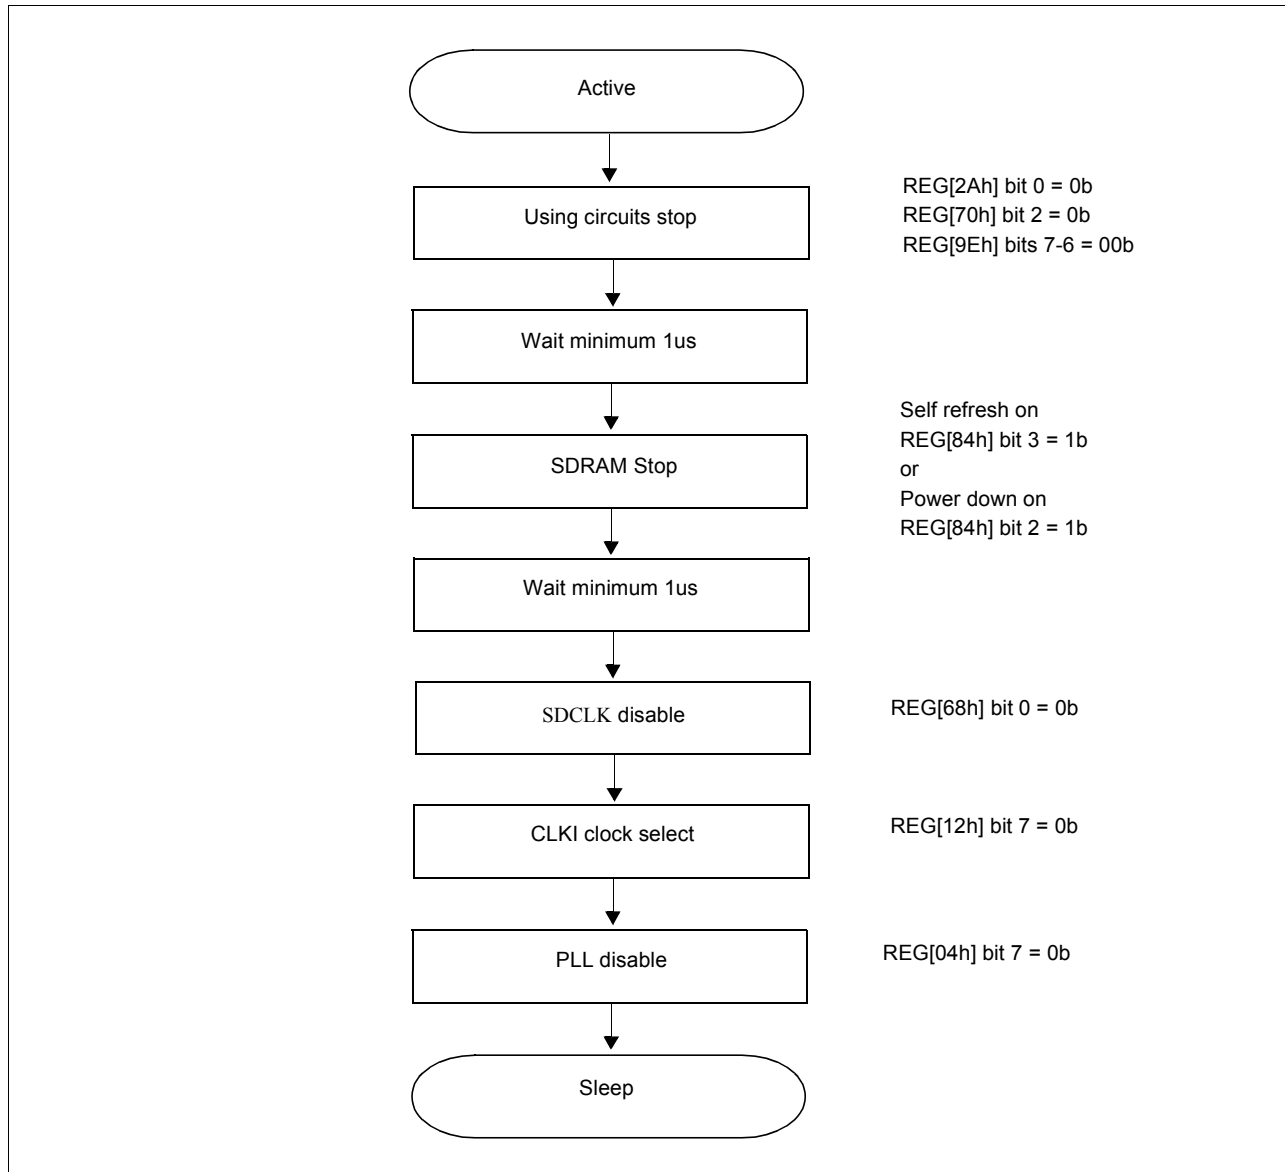 Active
Using circuits stop
REG[2Ah] bit 0 = 0b
REG[70h] bit 2 = 0b
REG[9Eh] bits 7-6 = 00b
Wait minimum 1us
SDRAM Stop
Self refresh on
REG[84h] bit 3 = 1b
or
Power down on
REG[84h] bit 2 = 1b
Wait minimum 1us
SDCLK disable
REG[68h] bit 0 = 0b
CLKI clock select
REG[12h] bit 7 = 0b
PLL disable
REG[04h] bit 7 = 0b
Sleep